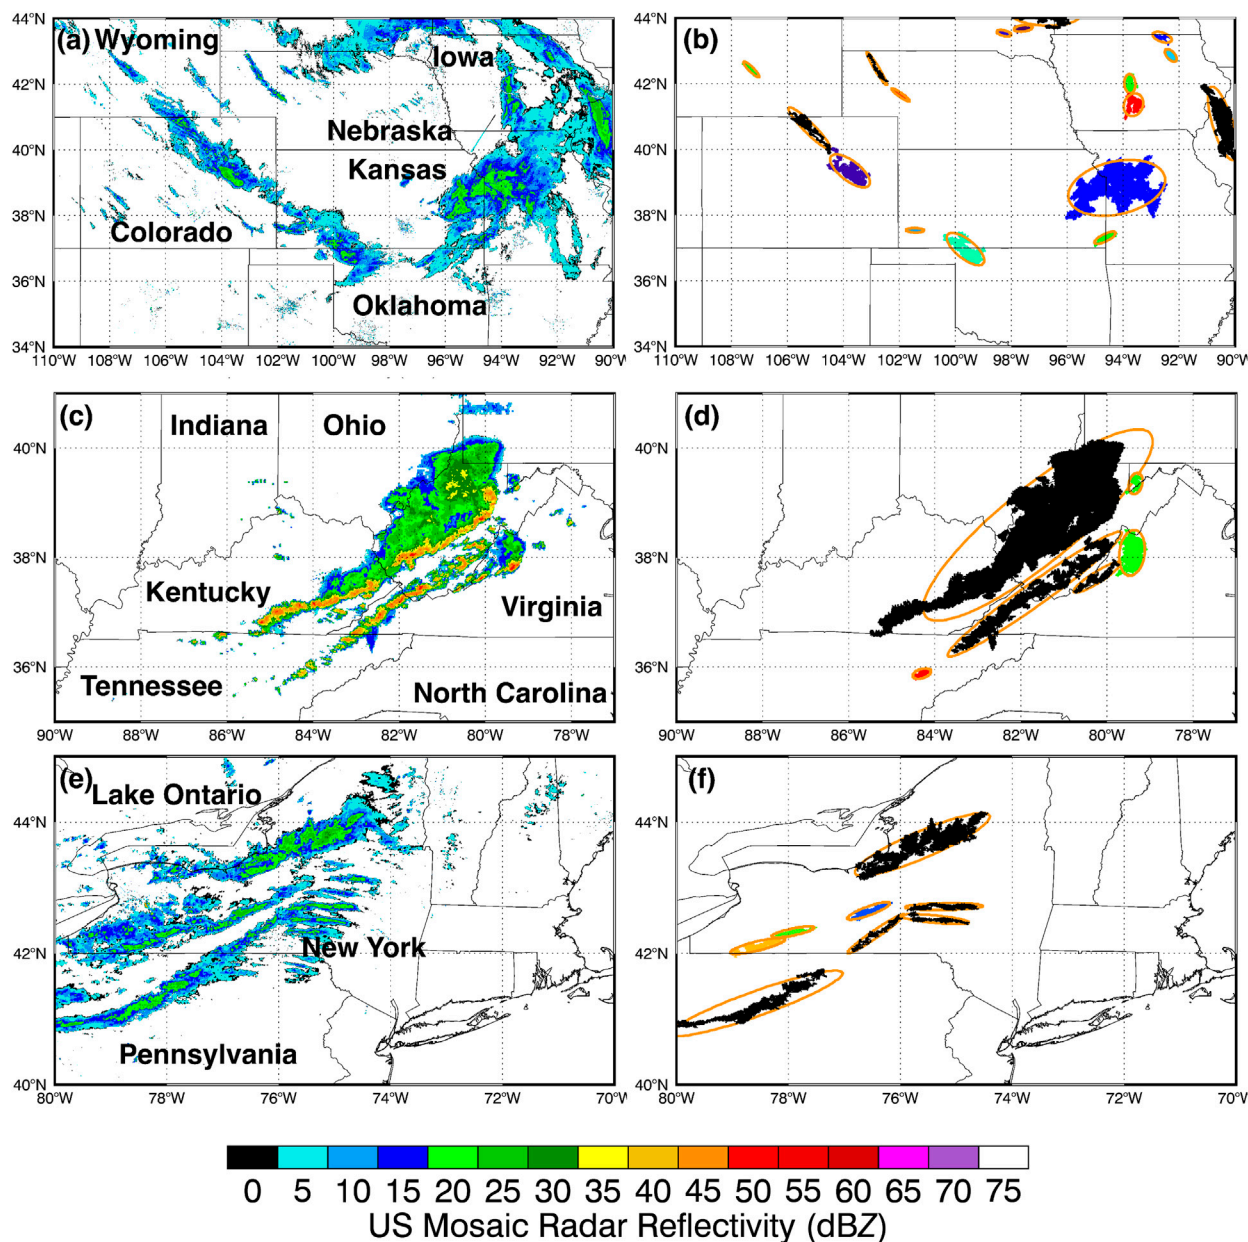 (a) Wyoming
Iowa
Nebraska
Kansas
Colorado
Oklahoma
44°N
42°N
40°N
38°N
36°N
34°N
110°W 108°W 106°W 104°W 102°W 100°W 98°W 96°W 94°W 92°W 90°W
(b)
44°N
42°N
40°N
38°N
36°N
34°N
110°W 108°W 106°W 104°W 102°W 100°W 98°W 96°W 94°W 92°W 90°W
(c)
Indiana Ohio
Kentucky
Virginia
Tennessee
North Carolina
40°N
38°N
36°N
90°W 88°W 86°W 84°W 82°W 80°W 78°W
(d)
40°N
38°N
36°N
90°W 88°W 86°W 84°W 82°W 80°W 78°W
(e)
Lake Ontario
New York
Pennsylvania
44°N
42°N
40°N
80°W 78°W 76°W 74°W 72°W 70°W
(f)
44°N
42°N
40°N
80°W 78°W 76°W 74°W 72°W 70°W
0 5 10 15 20 25 30 35 40 45 50 55 60 65 70 75
US Mosaic Radar Reflectivity (dBZ)